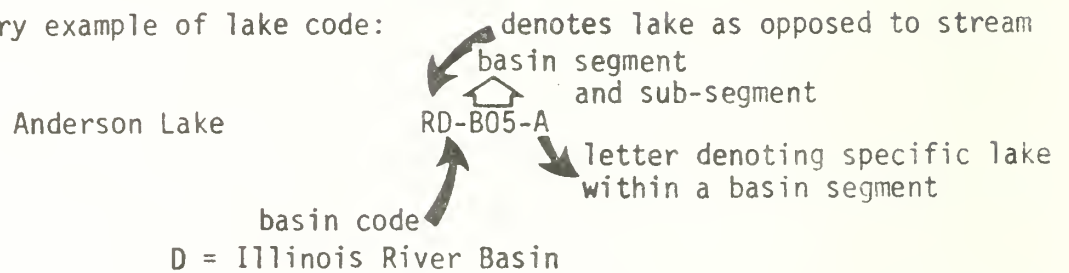 ry example of lake code: denotes lake as opposed to stream
basin segment
and sub-segment
Anderson Lake RD-B05-A
letter denoting specific lake
within a basin segment
basin code
D = Illinois River Basin